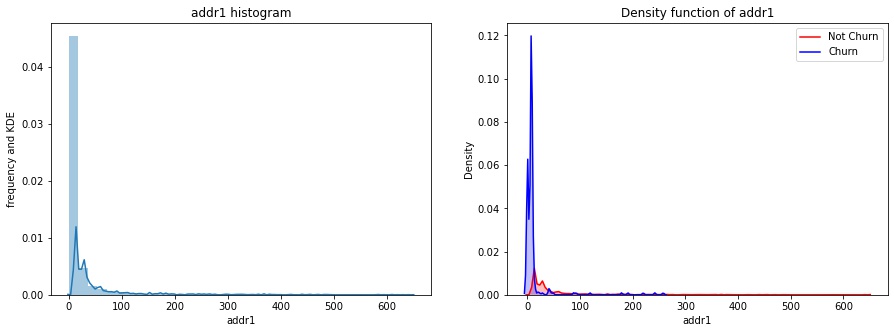 addr1 histogram
frequency and KDE
0.04
0.03
0.02
0.01
0.00
0 100 200 300 400 500 600
addr1
Density function of addr1
Density
0.12
0.10
0.08
0.06
0.04
0.02
0.00
Not Churn
Churn
0 100 200 300 400 500 600
addr1